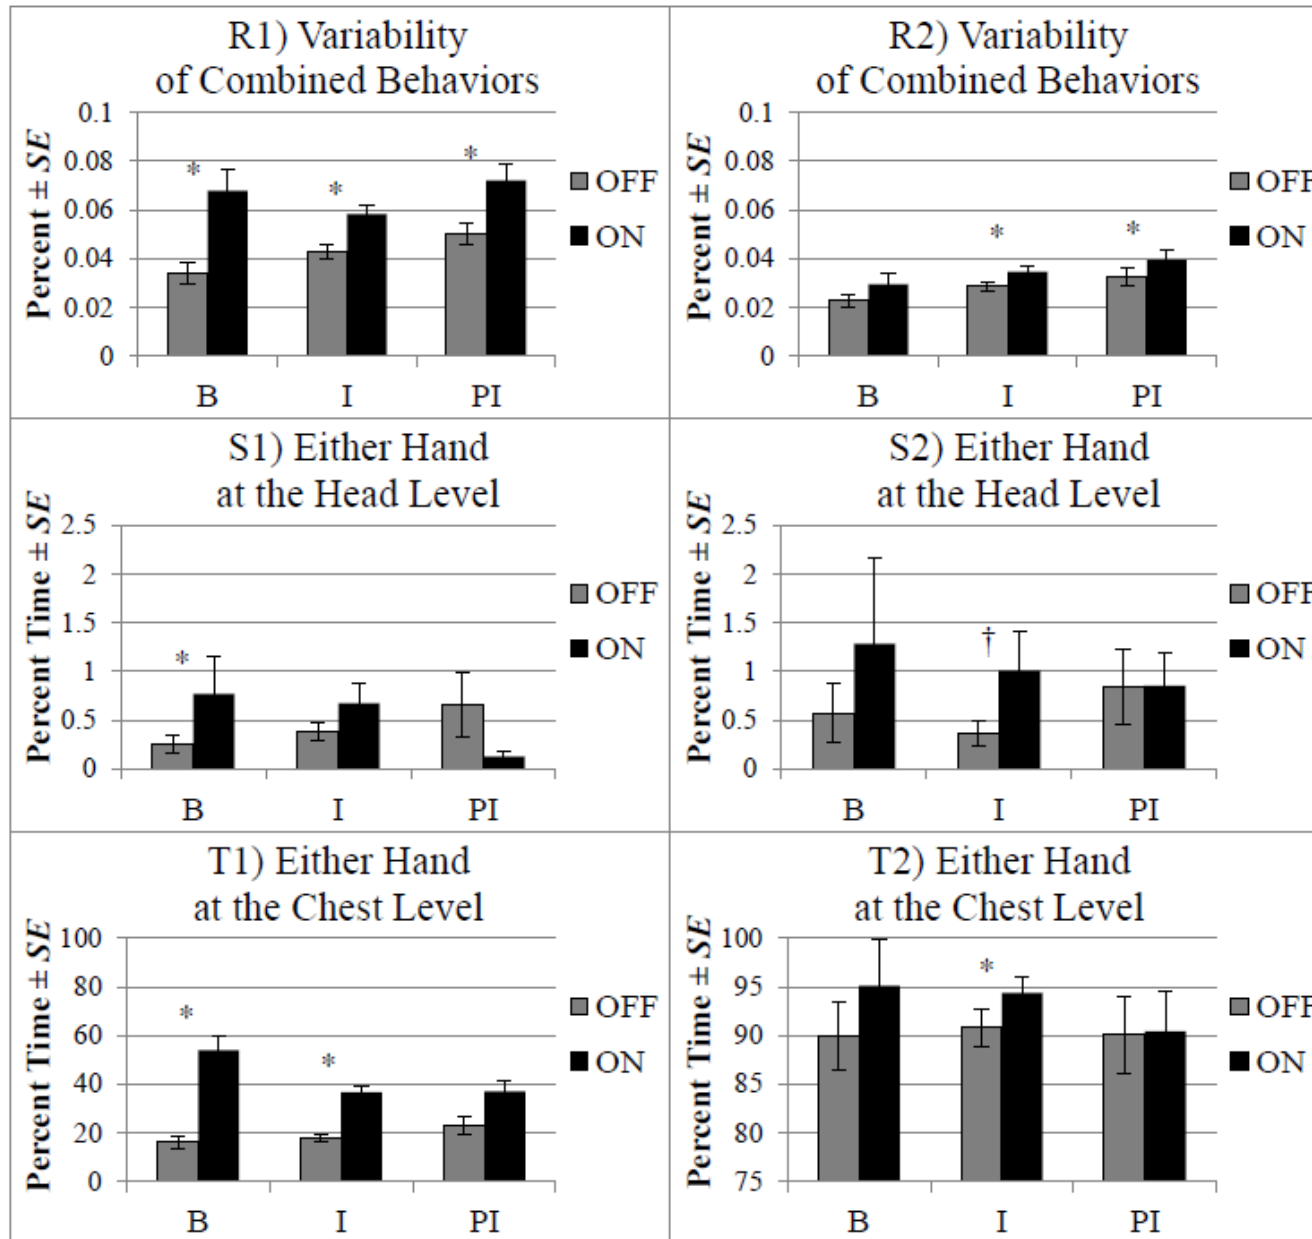 R1) Variability
of Combined Behaviors
Percent ± SE
0.1
0.08
0.06
0.04
0.02
0
*
*
*
B I PI
OFF
ON
R2) Variability
of Combined Behaviors
Percent ± SE
0.1
0.08
0.06
0.04
0.02
0
*
*
B I PI
OFF
ON
S1) Either Hand
at the Head Level
Percent Time ± SE
2.5
2
1.5
1
0.5
0
*
B I PI
OFF
ON
S2) Either Hand
at the Head Level
Percent Time ± SE
2.5
2
1.5
1
0.5
0
†
B I PI
OFF
ON
T1) Either Hand
at the Chest Level
Percent Time ± SE
100
80
60
40
20
0
*
*
B I PI
OFF
ON
T2) Either Hand
at the Chest Level
Percent Time ± SE
100
95
90
85
80
75
*
B I PI
OFF
ON